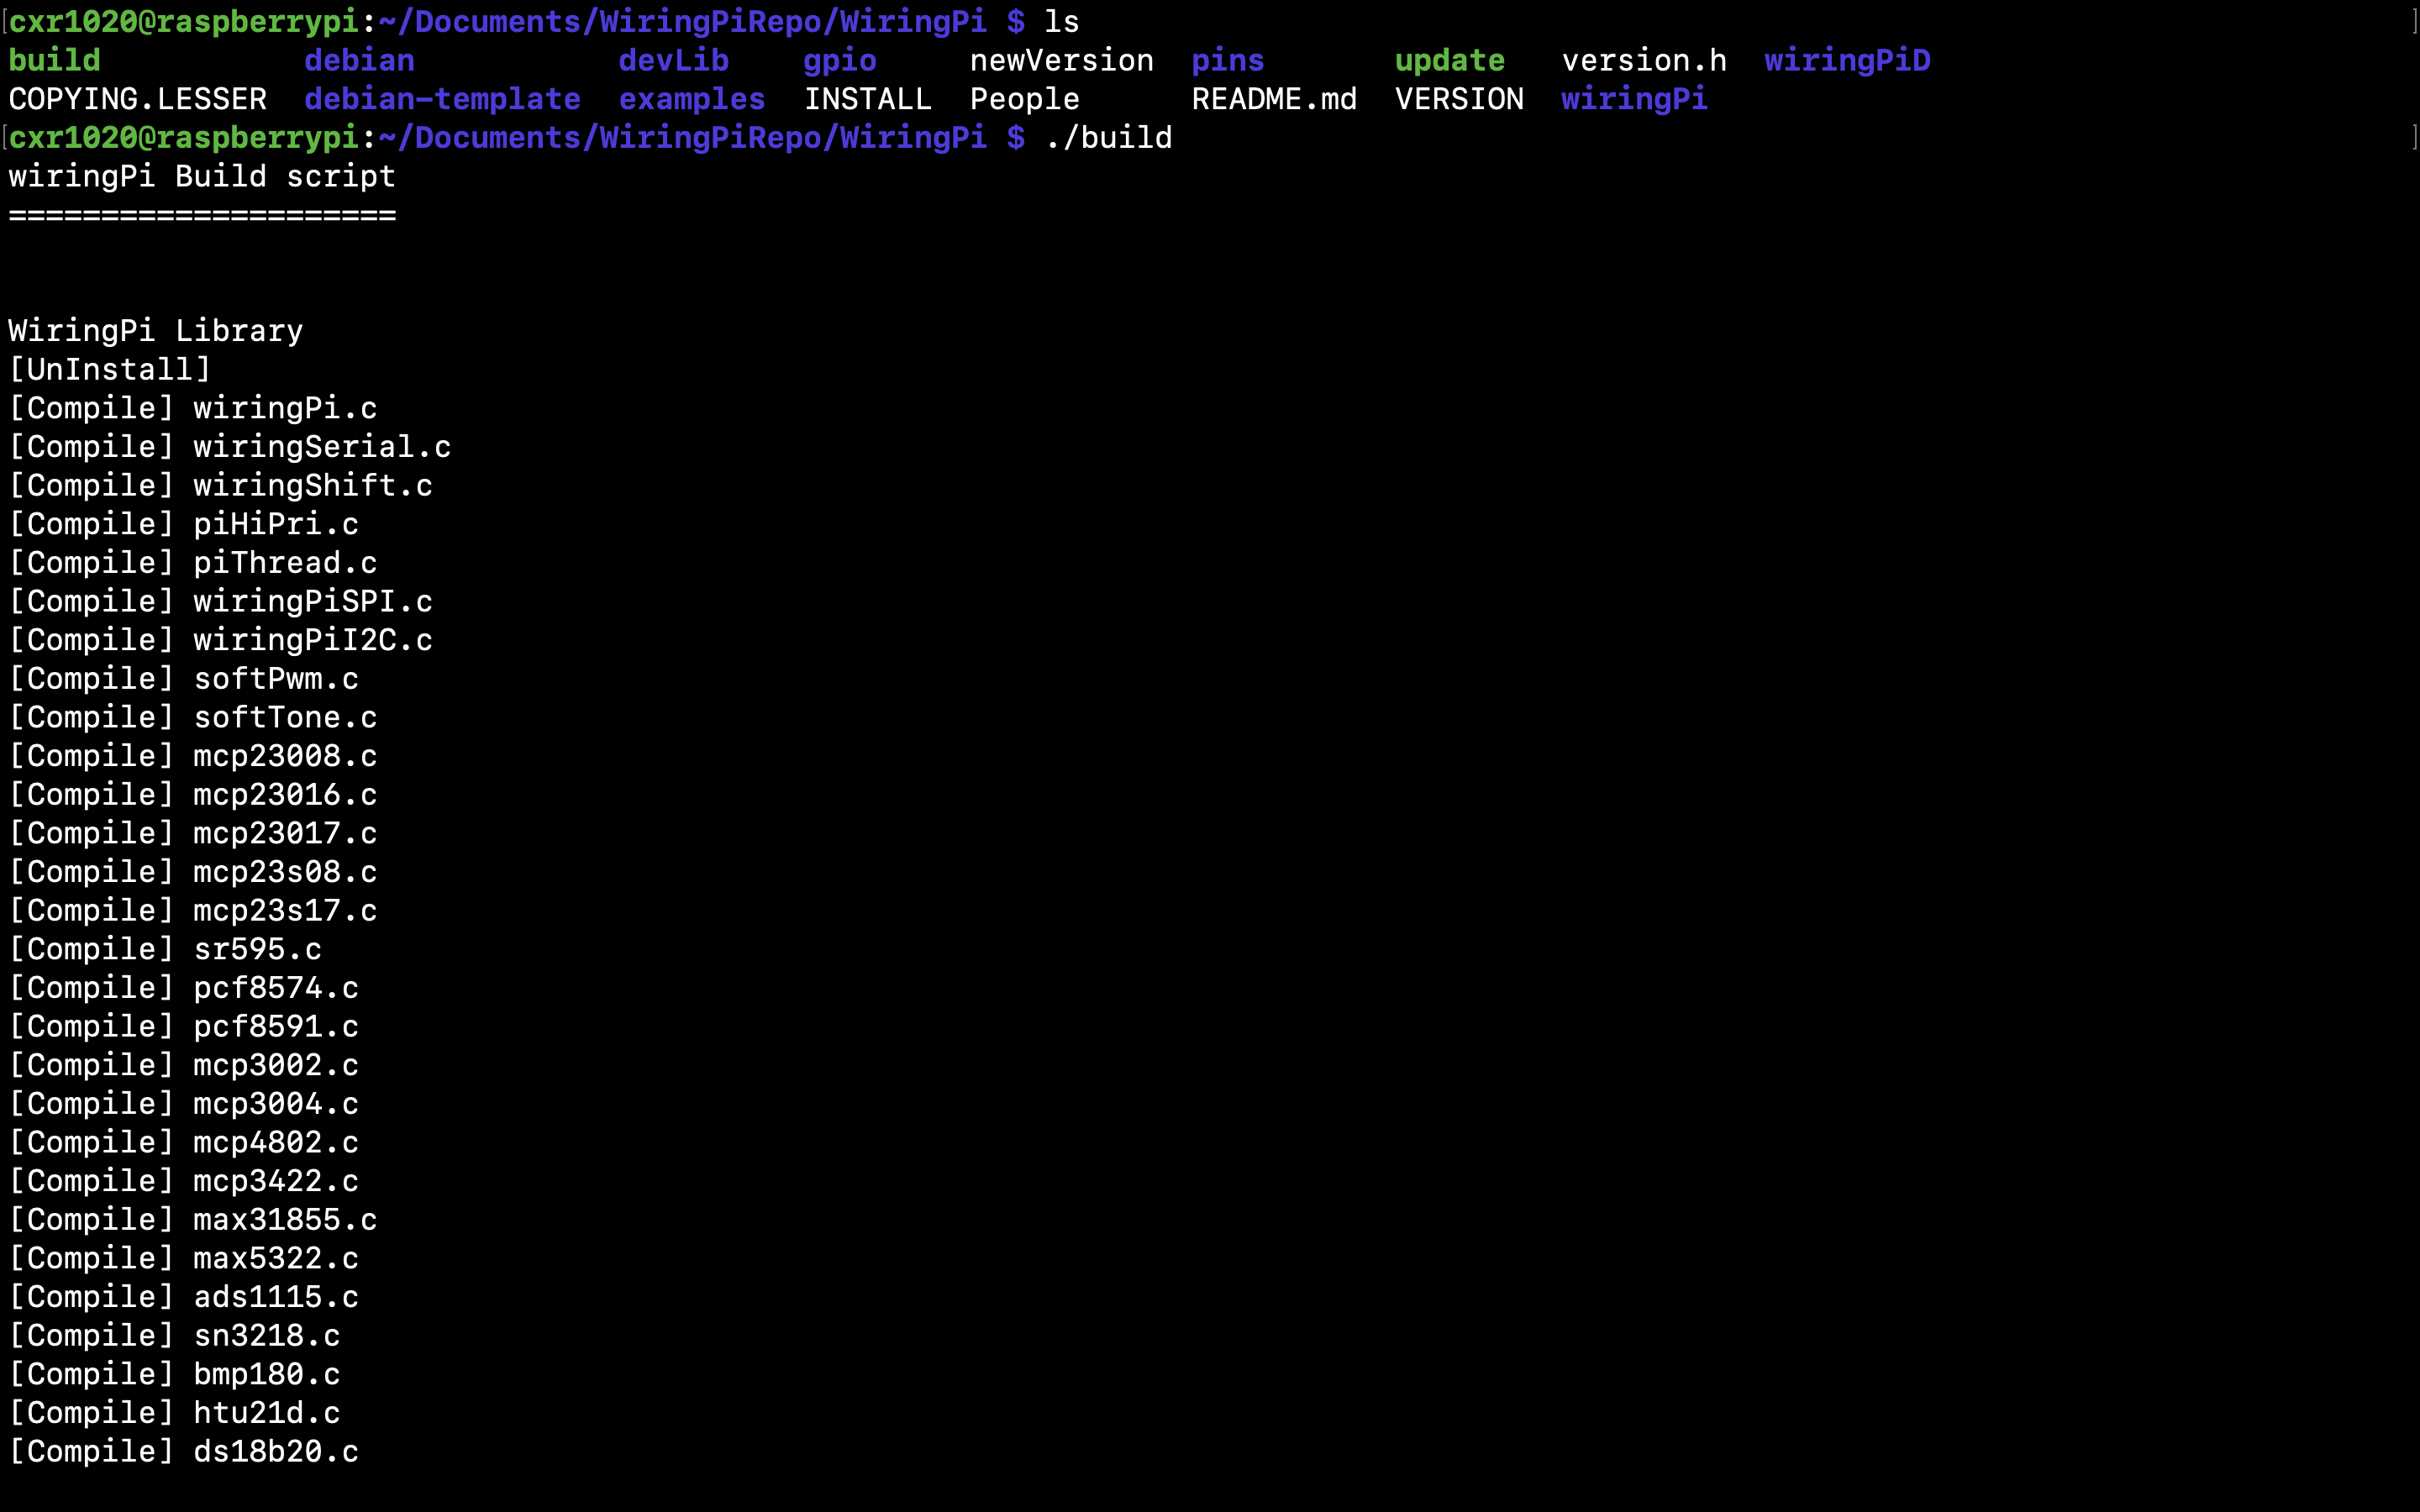 [cxr1020@raspberrypi:~/Documents/WiringPiRepo/WiringPi $ ls ]
build debian devLib gpio newVersion pins update version.h wiringPiD
COPYING.LESSER debian-template examples INSTALL People README.md VERSION wiringPi
[cxr1020@raspberrypi:~/Documents/WiringPiRepo/WiringPi $ ./build ]
wiringPi Build script
=====================
WiringPi Library
[UnInstall]
[Compile] wiringPi.c
[Compile] wiringSerial.c
[Compile] wiringShift.c
[Compile] piHiPri.c
[Compile] piThread.c
[Compile] wiringPiSPI.c
[Compile] wiringPiI2C.c
[Compile] softPwm.c
[Compile] softTone.c
[Compile] mcp23008.c
[Compile] mcp23016.c
[Compile] mcp23017.c
[Compile] mcp23s08.c
[Compile] mcp23s17.c
[Compile] sr595.c
[Compile] pcf8574.c
[Compile] pcf8591.c
[Compile] mcp3002.c
[Compile] mcp3004.c
[Compile] mcp4802.c
[Compile] mcp3422.c
[Compile] max31855.c
[Compile] max5322.c
[Compile] ads1115.c
[Compile] sn3218.c
[Compile] bmp180.c
[Compile] htu21d.c
[Compile] ds18b20.c